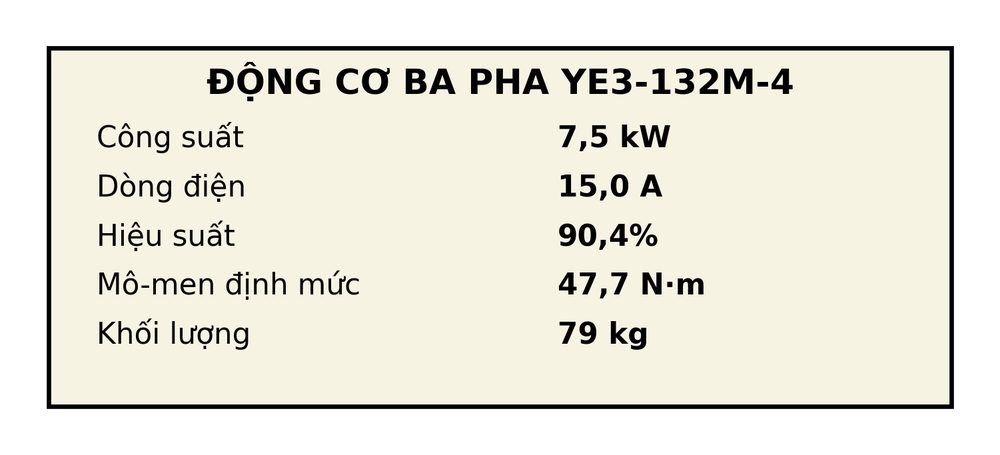 ĐỘNG CƠ BA PHA YE3-132M-4
Công suất 7,5 kW
Dòng điện 15,0 A
Hiệu suất 90,4%
Mô-men định mức 47,7 N·m
Khối lượng 79 kg